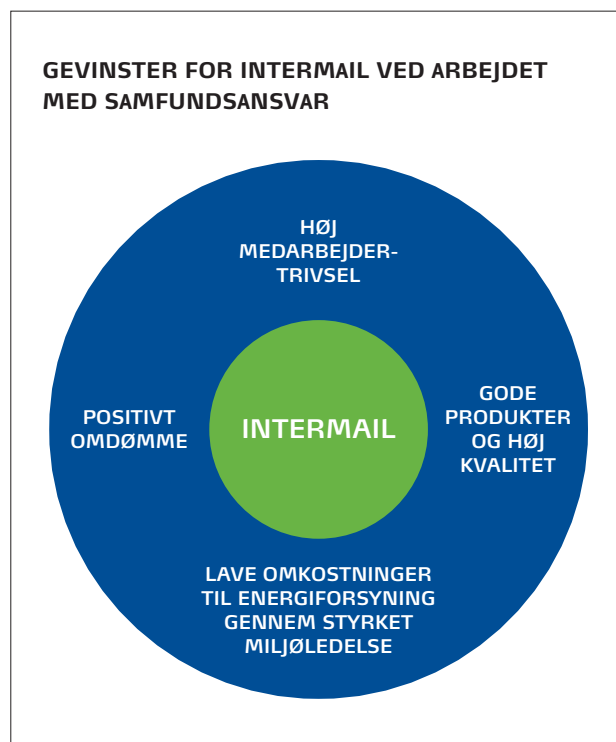 GEVINSTER FOR INTERMAIL VED ARBEJDET
MED SAMFUNDSANSVAR
HØJ
MEDARBEJDER-
TRIVSEL
POSITIVT
OMDØMME
INTERMAIL
GODE
PRODUKTER
OG HØJ
KVALITET
LAVE OMKOSTNINGER
TIL ENERGIFORSYNING
GENNEM STYRKET
MILJØLEDELSE